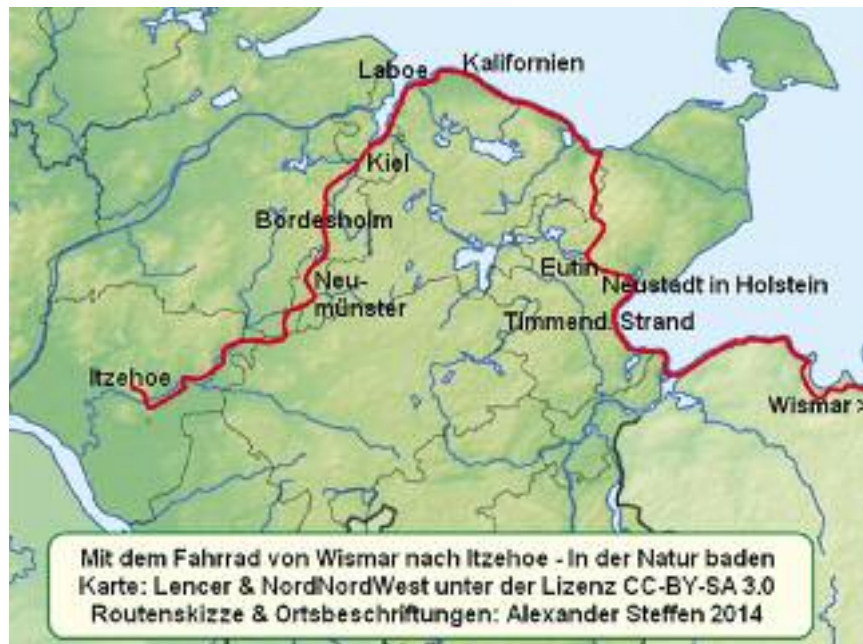 Laboe
Kalifornien
Kiel
Bordesholm
Neu-
münster
Eutin
Neustadt in Holstein
Timmend. Strand
Itzehoe
Wismar >
Mit dem Fahrrad von Wismar nach Itzehoe - In der Natur baden
Karte: Lencer & NordNordWest unter der Lizenz CC-BY-SA 3.0
Routenskizze & Ortsbeschriftungen: Alexander Steffen 2014